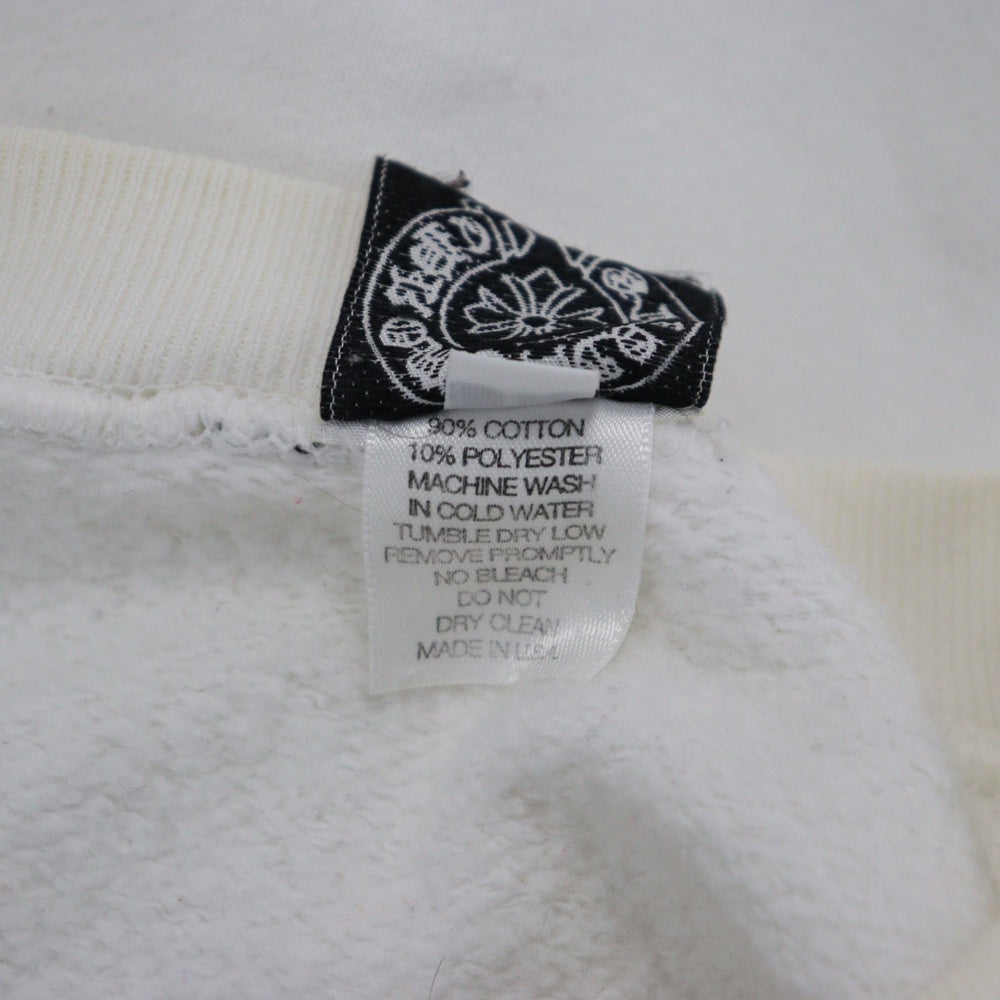 90% COTTON
10% POLYESTER
MACHINE WASH
IN COLD WATER
TUMBLE DRY LOW
REMOVE PROMPTLY
NO BLEACH
DO NOT
DRY CLEAN
MADE IN U.S.A.